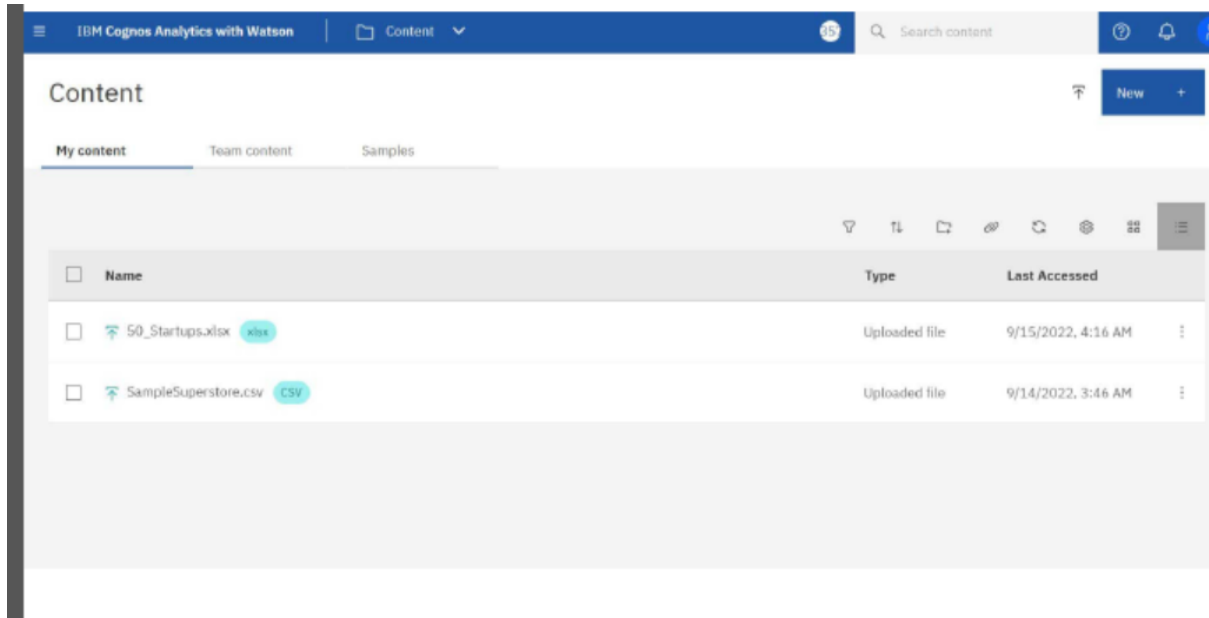 IBM Cognos Analytics with Watson Content Search content
Content New +
My content Team content Samples
Name Type Last Accessed
50_Startups.xlsx xlsx Uploaded file 9/15/2022, 4:16 AM
SampleSuperstore.csv CSV Uploaded file 9/14/2022, 3:46 AM